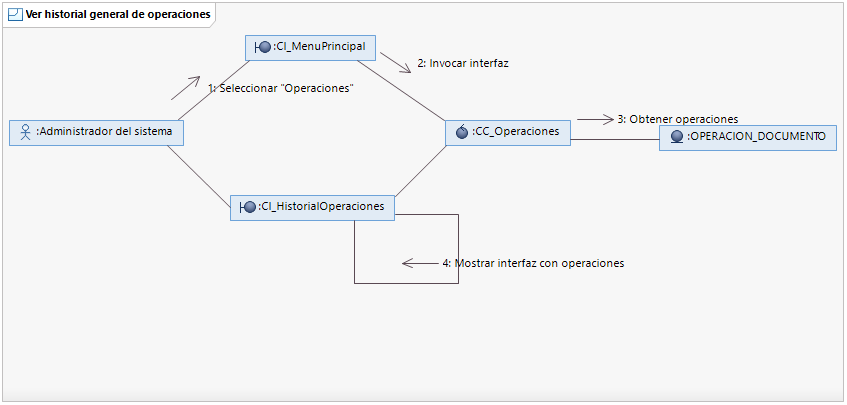 Ver historial general de operaciones
:CI_MenuPrincipal
2: Invocar interfaz
1: Seleccionar "Operaciones"
:Administrador del sistema
:CC_Operaciones
3: Obtener operaciones
:OPERACION_DOCUMENTO
:CI_HistorialOperaciones
4: Mostrar interfaz con operaciones